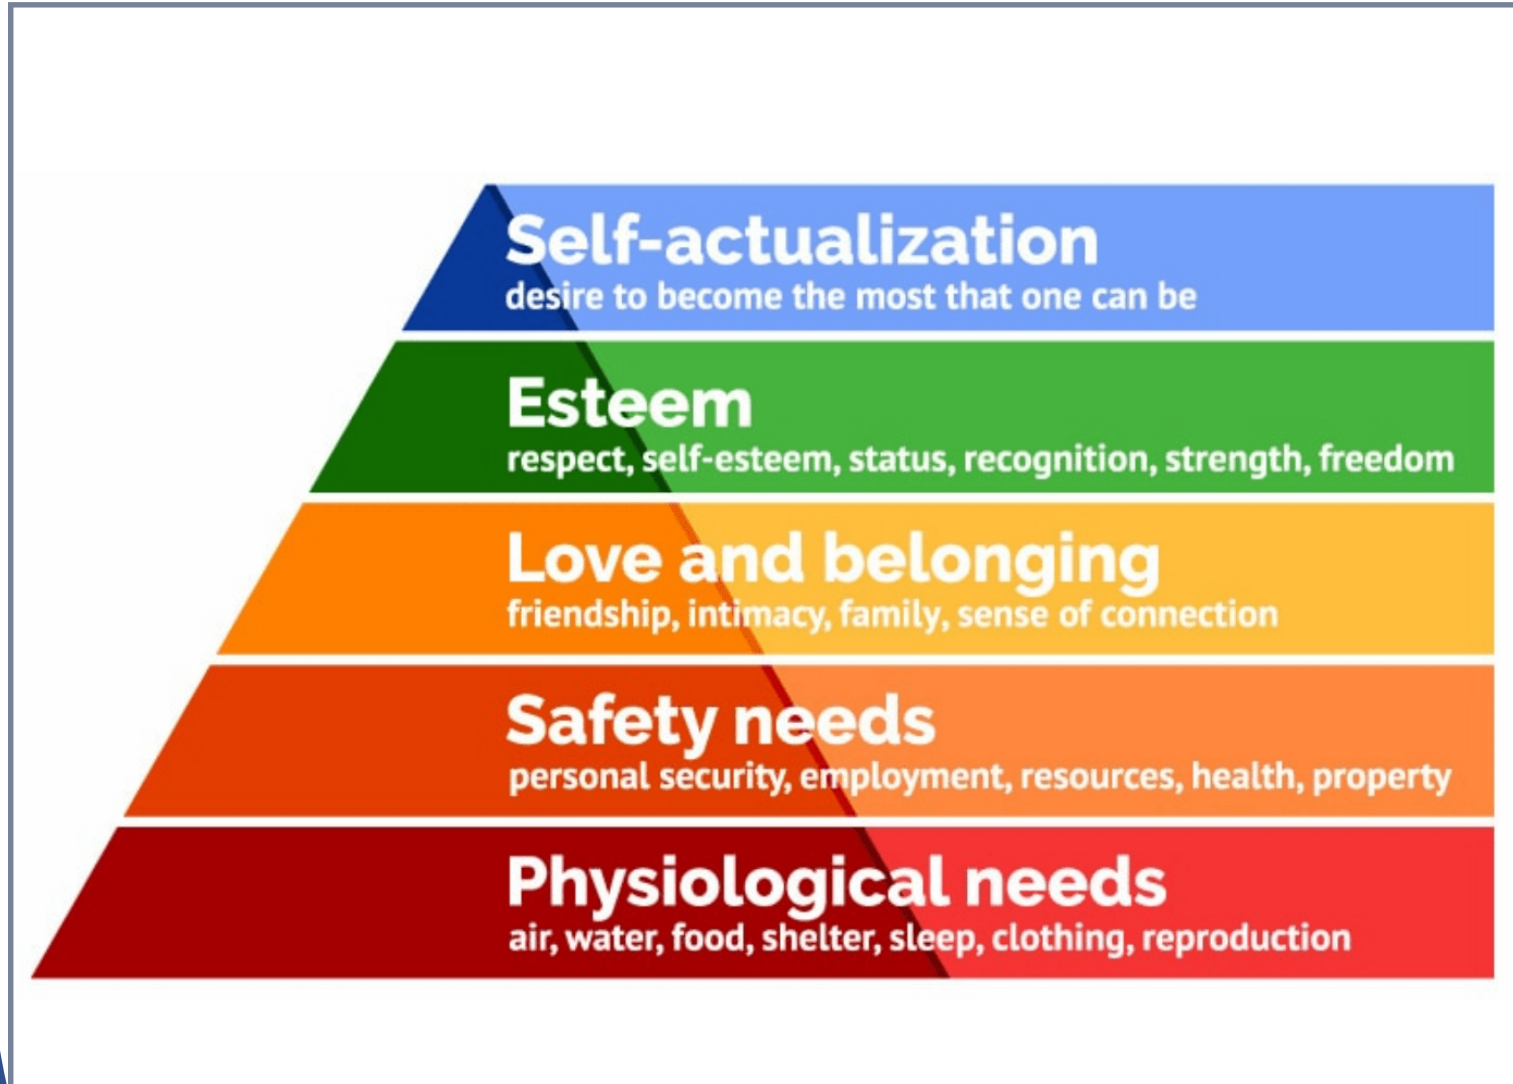 Self-actualization
desire to become the most that one can be
Esteem
respect, self-esteem, status, recognition, strength, freedom
Love and belonging
friendship, intimacy, family, sense of connection
Safety needs
personal security, employment, resources, health, property
Physiological needs
air, water, food, shelter, sleep, clothing, reproduction